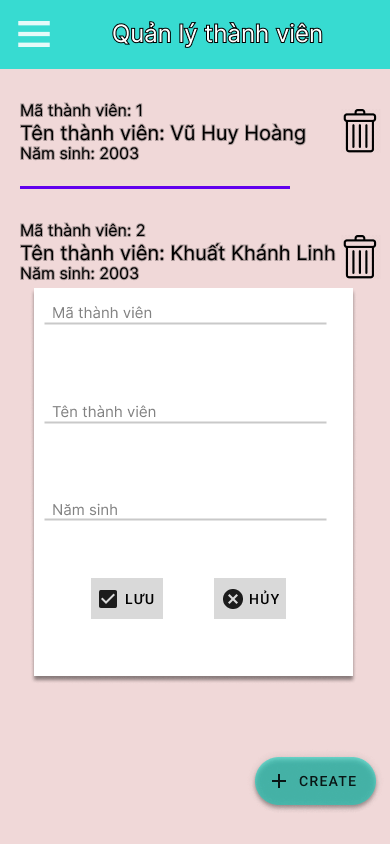 Quản lý thành viên
Mã thành viên: 1
Tên thành viên: Vũ Huy Hoàng
Năm sinh: 2003
Mã thành viên: 2
Tên thành viên: Khuất Khánh Linh
Năm sinh: 2003
Mã thành viên
Tên thành viên
Năm sinh
LƯU HỦY
CREATE